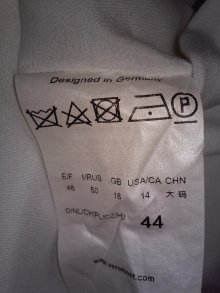 Designed in Germany
P
E/F I/RUS GB USA/CA CHN
48 50 18 14 大码
D/NL/CH/PL/CZ/H/
44